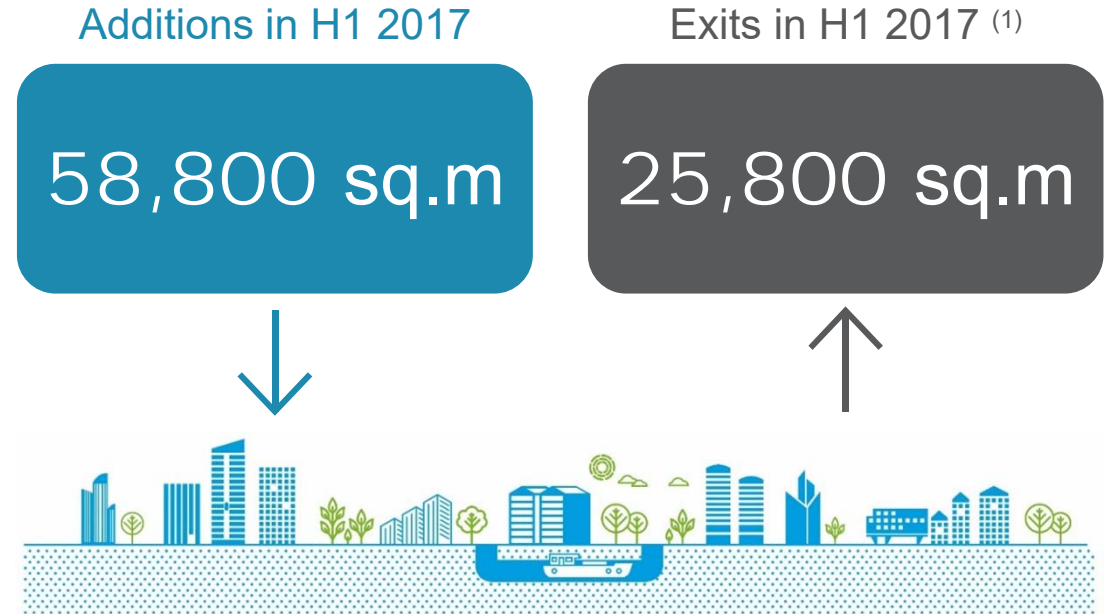 Additions in H1 2017
Exits in H1 2017 (1)
58,800 sq.m
25,800 sq.m